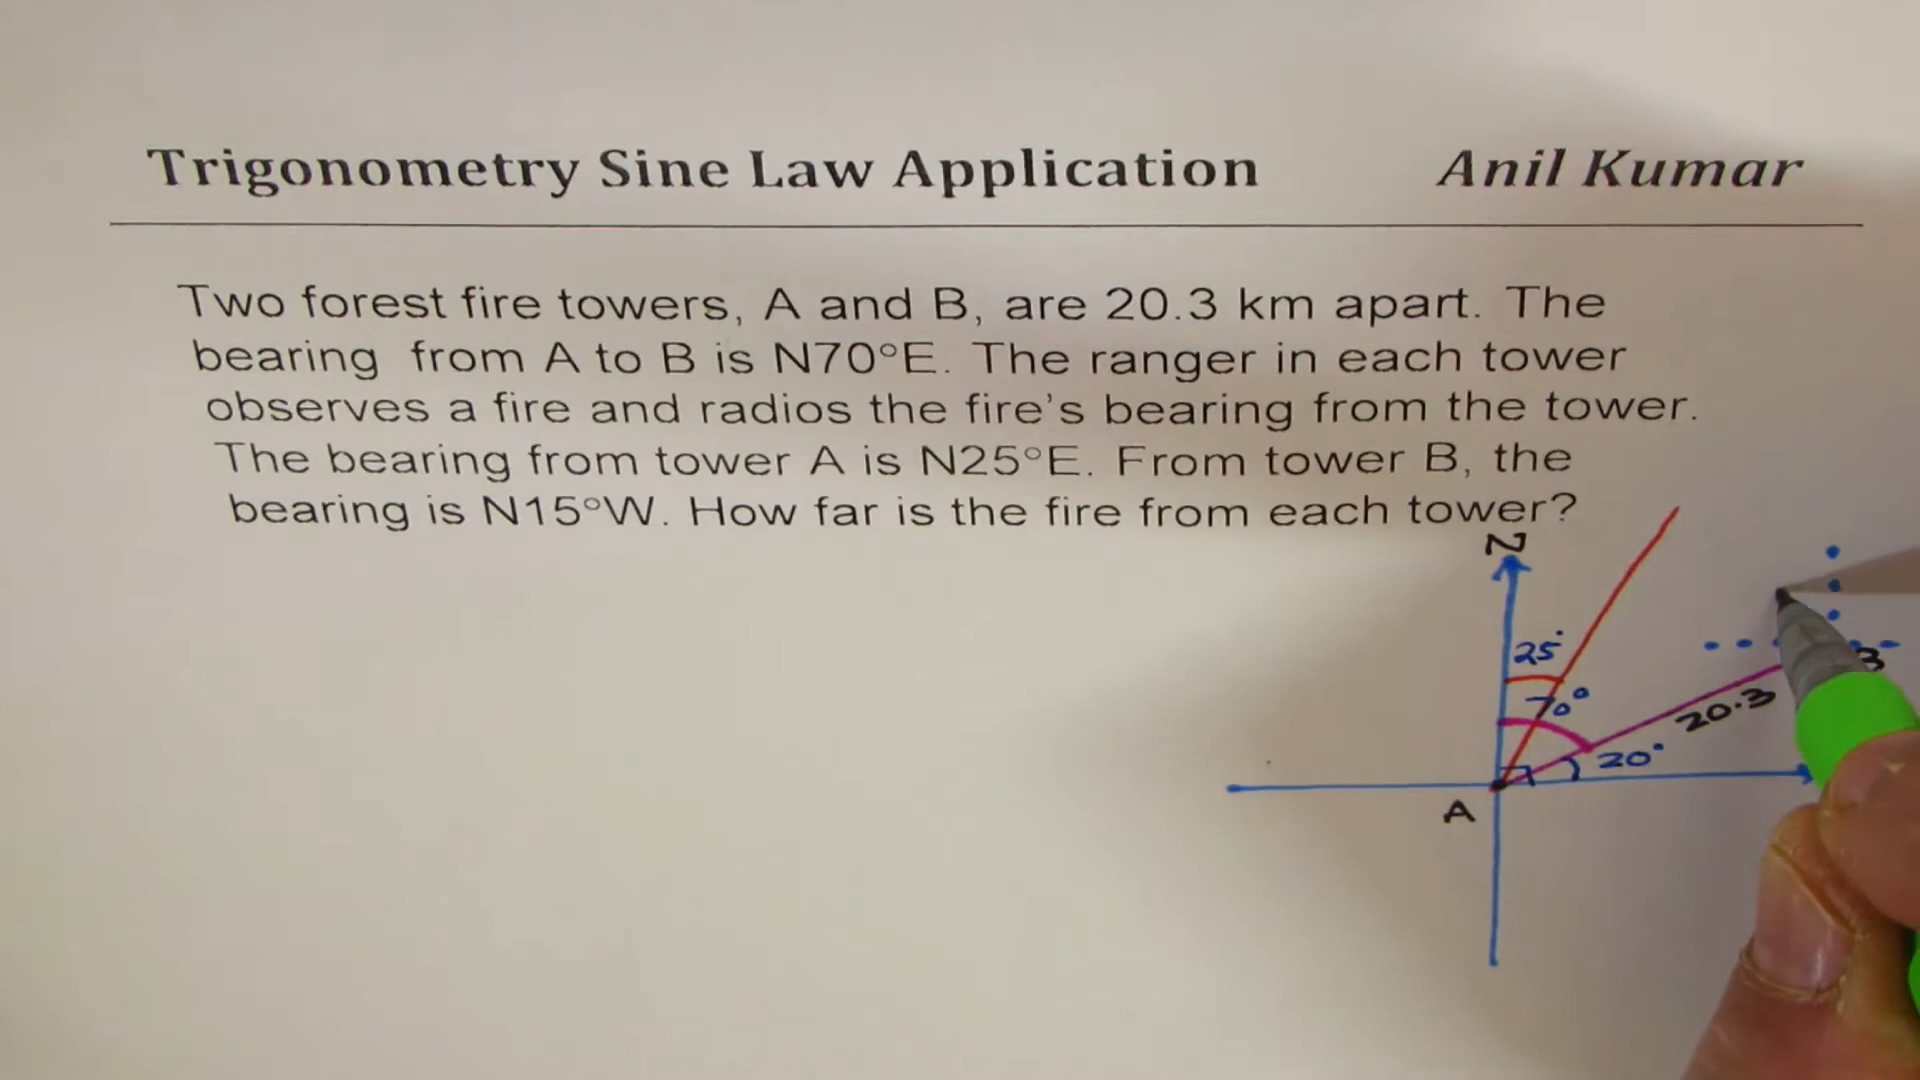 Trigonometry Sine Law Application Anil Kumar
Two forest fire towers, A and B, are 20.3 km apart. The
bearing from A to B is N70°E. The ranger in each tower
observes a fire and radios the fire's bearing from the tower.
The bearing from tower A is N25°E. From tower B, the
bearing is N15°W. How far is the fire from each tower?
N
25°
70°
B
20.3
20°
A